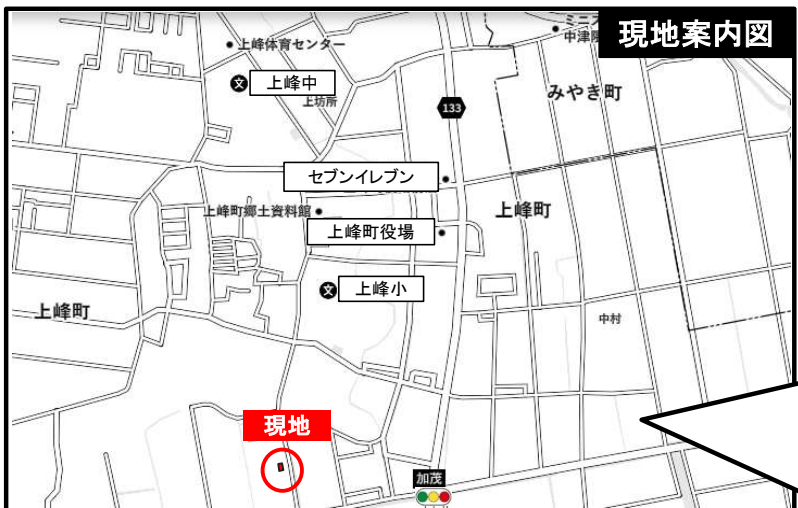 現地案内図
ミニス
中津隈
上峰体育センター
文
上峰中
上坊所
133
みやき町
セブンイレブン
上峰町郷土資料館
上峰町
上峰町役場
文
上峰小
上峰町
中村
現地
加茂